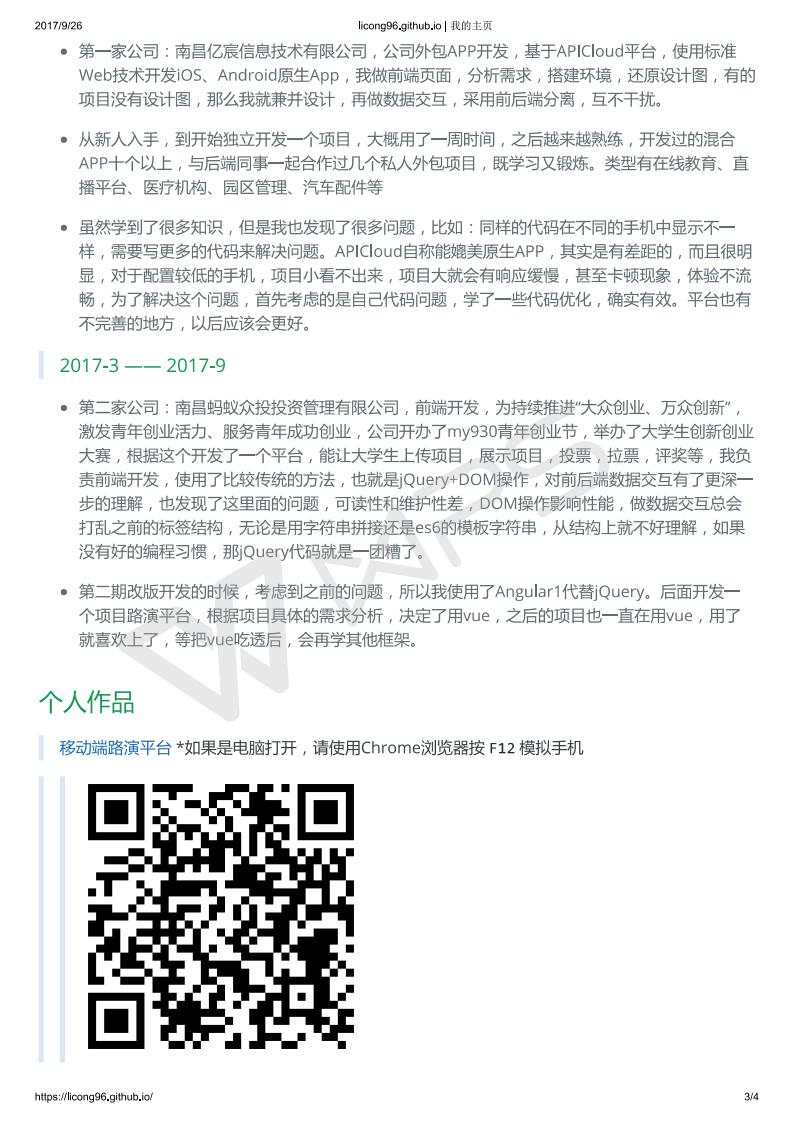 2017/9/26
licong96.github.io | 我的主页
第一家公司：南昌亿宸信息技术有限公司，公司外包APP开发，基于APICloud平台，使用标准
Web技术开发iOS、Android原生App，我做前端页面，分析需求，搭建环境，还原设计图，有的
项目没有设计图，那么我就兼并设计，再做数据交互，采用前后端分离，互不干扰。
从新人入手，到开始独立开发一个项目，大概用了一周时间，之后越来越熟练，开发过的混合
APP十个以上，与后端同事一起合作过几个私人外包项目，既学习又锻炼。类型有在线教育、直
播平台、医疗机构、园区管理、汽车配件等
虽然学到了很多知识，但是我也发现了很多问题，比如：同样的代码在不同的手机中显示不一
样，需要写更多的代码来解决问题。APICloud自称能媲美原生APP，其实是有差距的，而且很明
显，对于配置较低的手机，项目小看不出来，项目大就会有响应缓慢，甚至卡顿现象，体验不流
畅，为了解决这个问题，首先考虑的是自己代码问题，学了一些代码优化，确实有效。平台也有
不完善的地方，以后应该会更好。
2017-3 —— 2017-9
第二家公司：南昌蚂蚁众投投资管理有限公司，前端开发，为持续推进“大众创业、万众创新”，
激发青年创业活力、服务青年成功创业，公司开办了my930青年创业节，举办了大学生创新创业
大赛，根据这个开发了一个平台，能让大学生上传项目，展示项目，投票，拉票，评奖等，我负
责前端开发，使用了比较传统的方法，也就是jQuery+DOM操作，对前后端数据交互有了更深一
步的理解，也发现了这里面的问题，可读性和维护性差，DOM操作影响性能，做数据交互总会
打乱之前的标签结构，无论是用字符串拼接还是es6的模板字符串，从结构上就不好理解，如果
没有好的编程习惯，那jQuery代码就是一团糟了。
第二期改版开发的时候，考虑到之前的问题，所以我使用了Angular1代替jQuery。后面开发一
个项目路演平台，根据项目具体的需求分析，决定了用vue，之后的项目也一直在用vue，用了
就喜欢上了，等把vue吃透后，会再学其他框架。
WPS
个人作品
移动端路演平台 *如果是电脑打开，请使用Chrome浏览器按 F12 模拟手机
https://licong96.github.io/
3/4